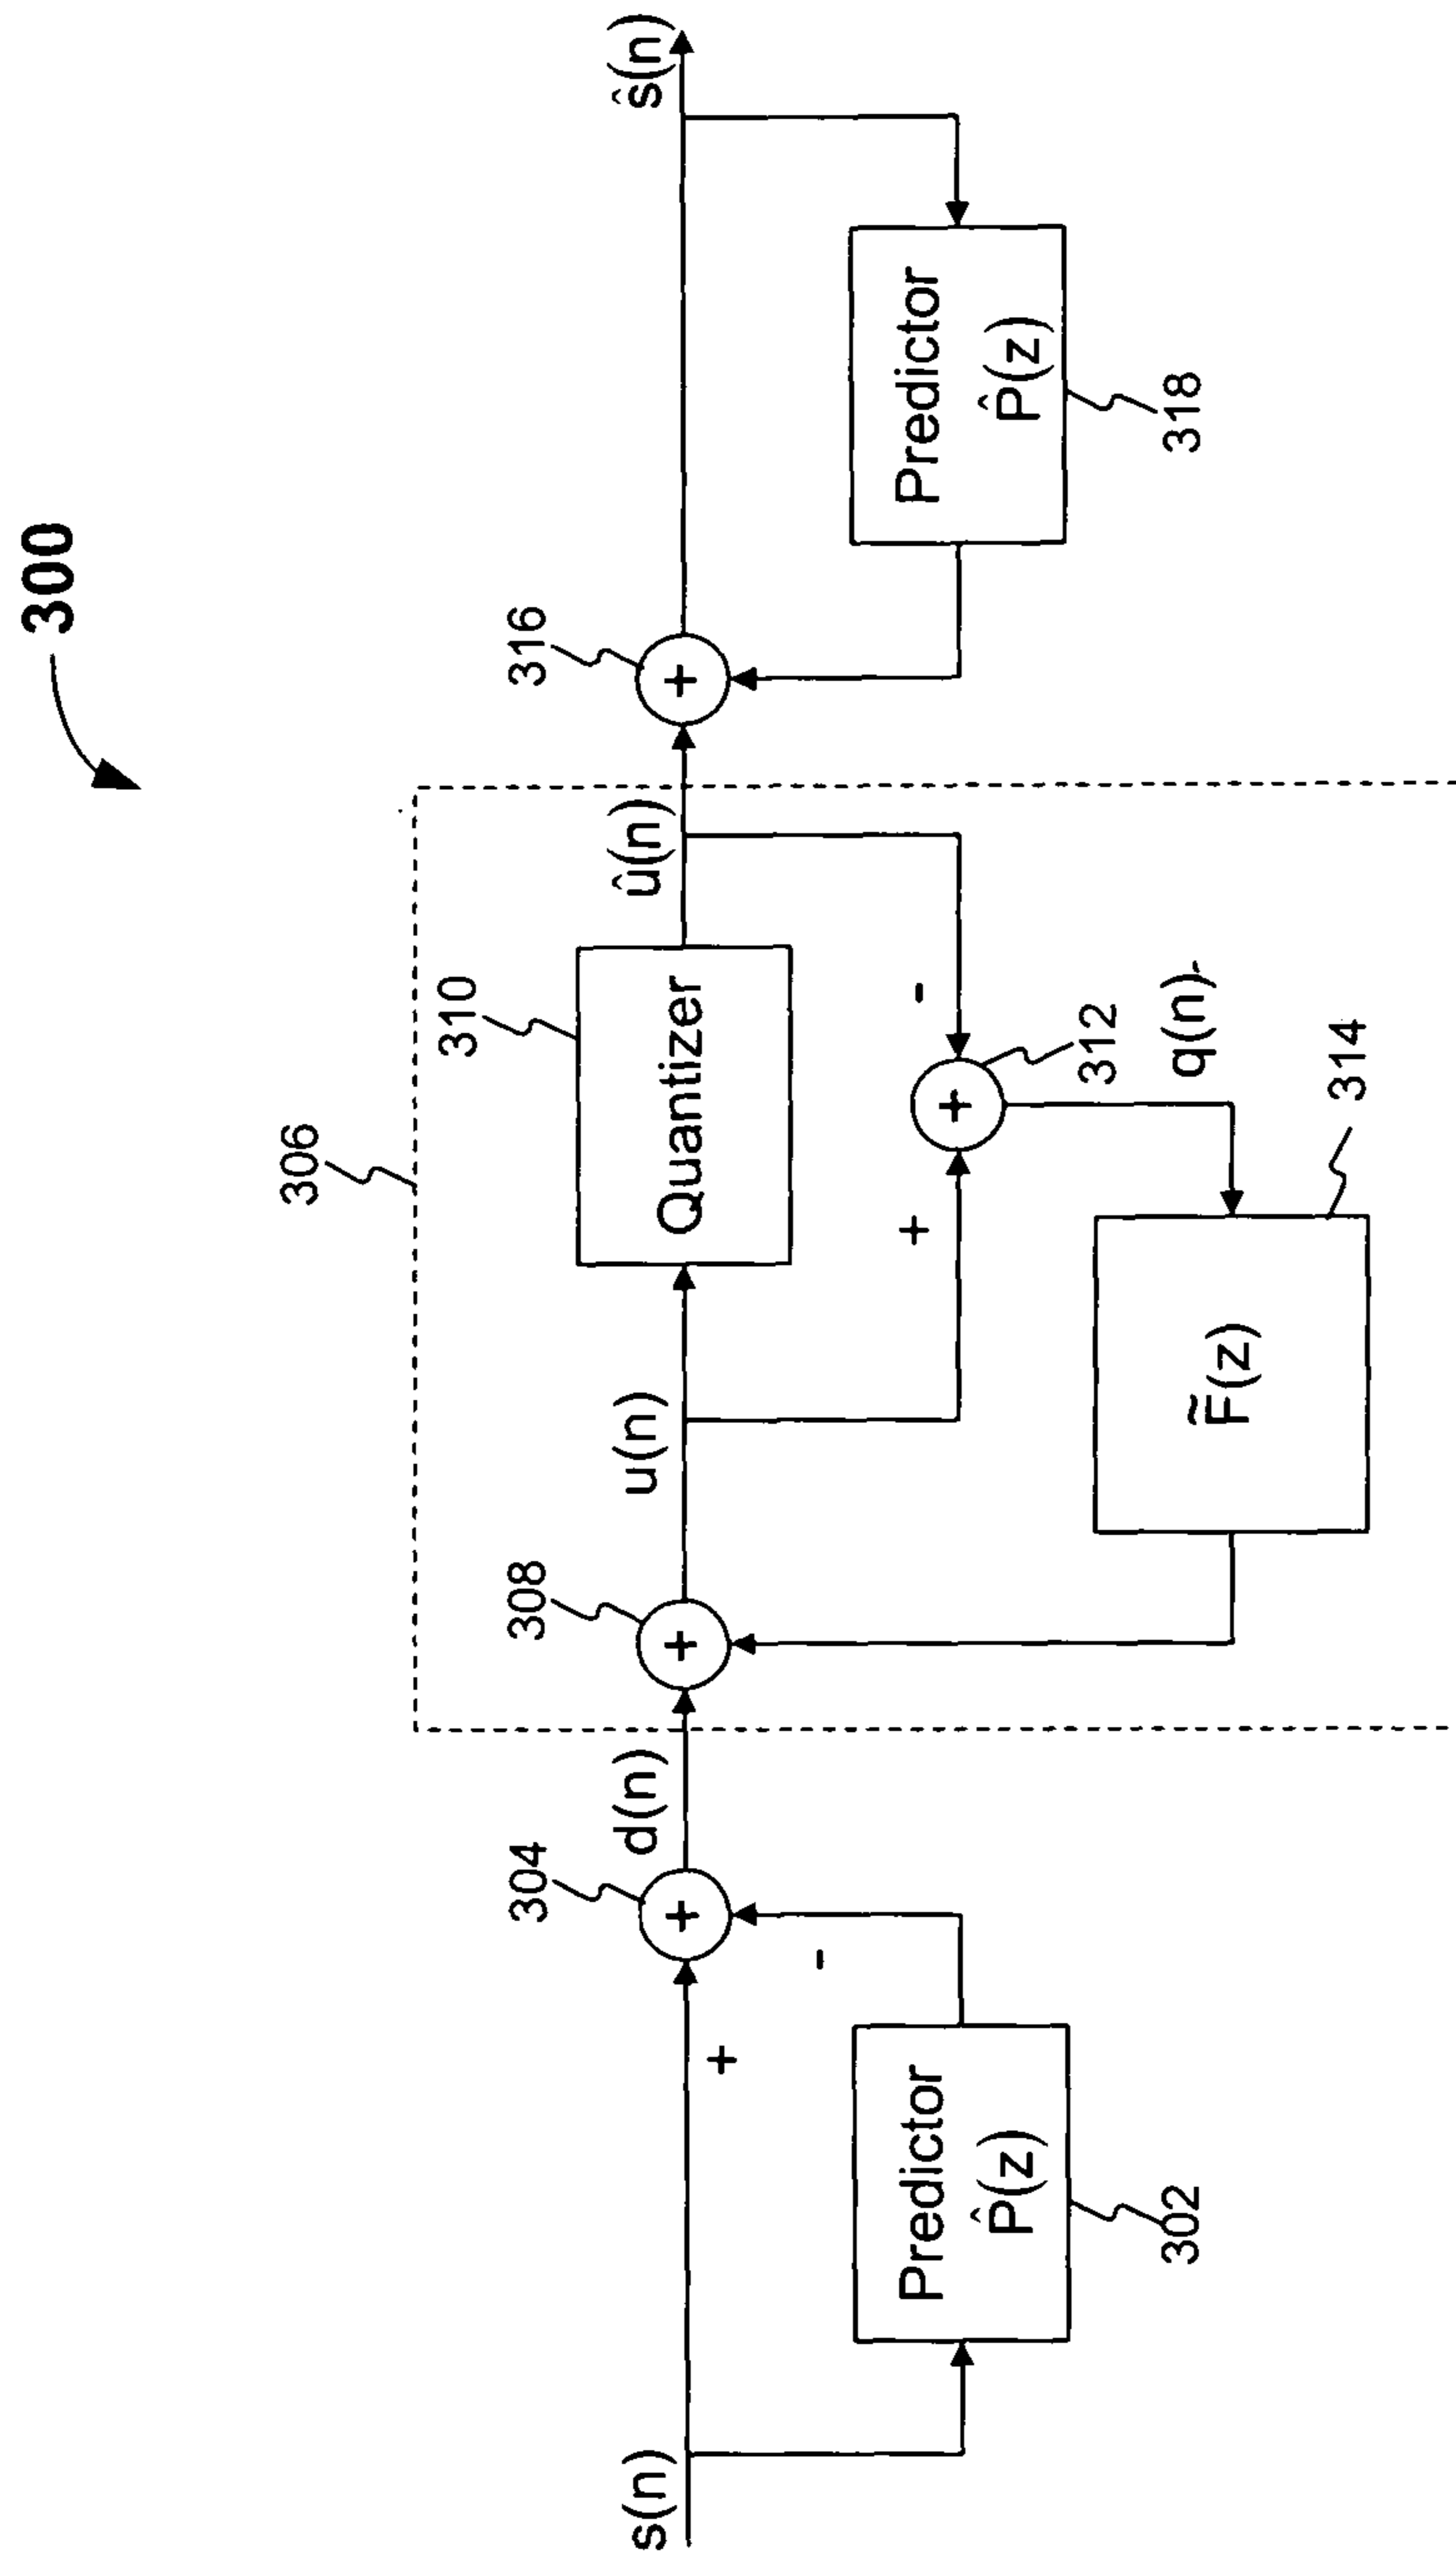 300
s(n)
Predictor
P̂(z)
302
304
+
+
-
d(n)
306
308
+
u(n)
310
Quantizer
û(n)
+
-
312
+
q(n)
314
F̃(z)
316
+
Predictor
P̂(z)
318
ŝ(n)